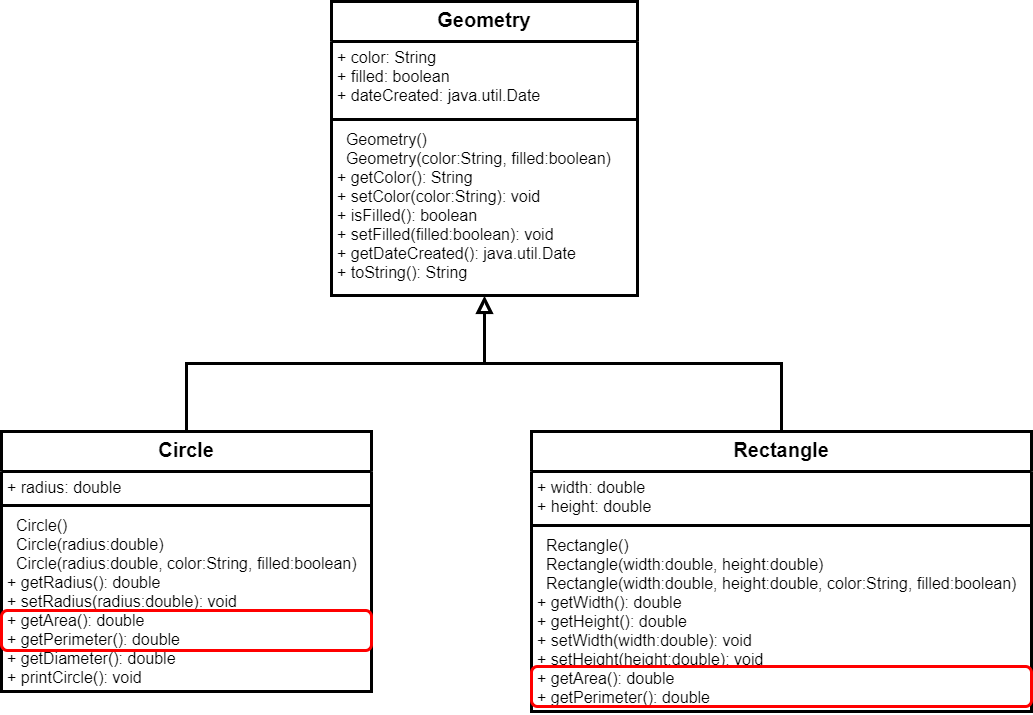 Geometry
+ color: String
+ filled: boolean
+ dateCreated: java.util.Date
Geometry()
Geometry(color:String, filled:boolean)
+ getColor(): String
+ setColor(color:String): void
+ isFilled(): boolean
+ setFilled(filled:boolean): void
+ getDateCreated(): java.util.Date
+ toString(): String
Circle
+ radius: double
Circle()
Circle(radius:double)
Circle(radius:double, color:String, filled:boolean)
+ getRadius(): double
+ setRadius(radius:double): void
+ getArea(): double
+ getPerimeter(): double
+ getDiameter(): double
+ printCircle(): void
Rectangle
+ width: double
+ height: double
Rectangle()
Rectangle(width:double, height:double)
Rectangle(width:double, height:double, color:String, filled:boolean)
+ getWidth(): double
+ getHeight(): double
+ setWidth(width:double): void
+ setHeight(height:double): void
+ getArea(): double
+ getPerimeter(): double